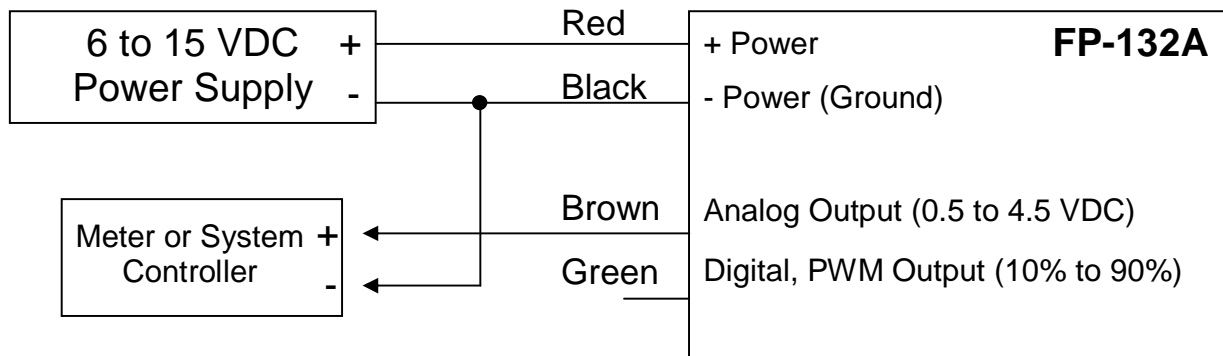 6 to 15 VDC +
Power Supply -
Red
Black
+ Power
FP-132A
- Power (Ground)
Meter or System +
Controller
-
Brown
Green
Analog Output (0.5 to 4.5 VDC)
Digital, PWM Output (10% to 90%)